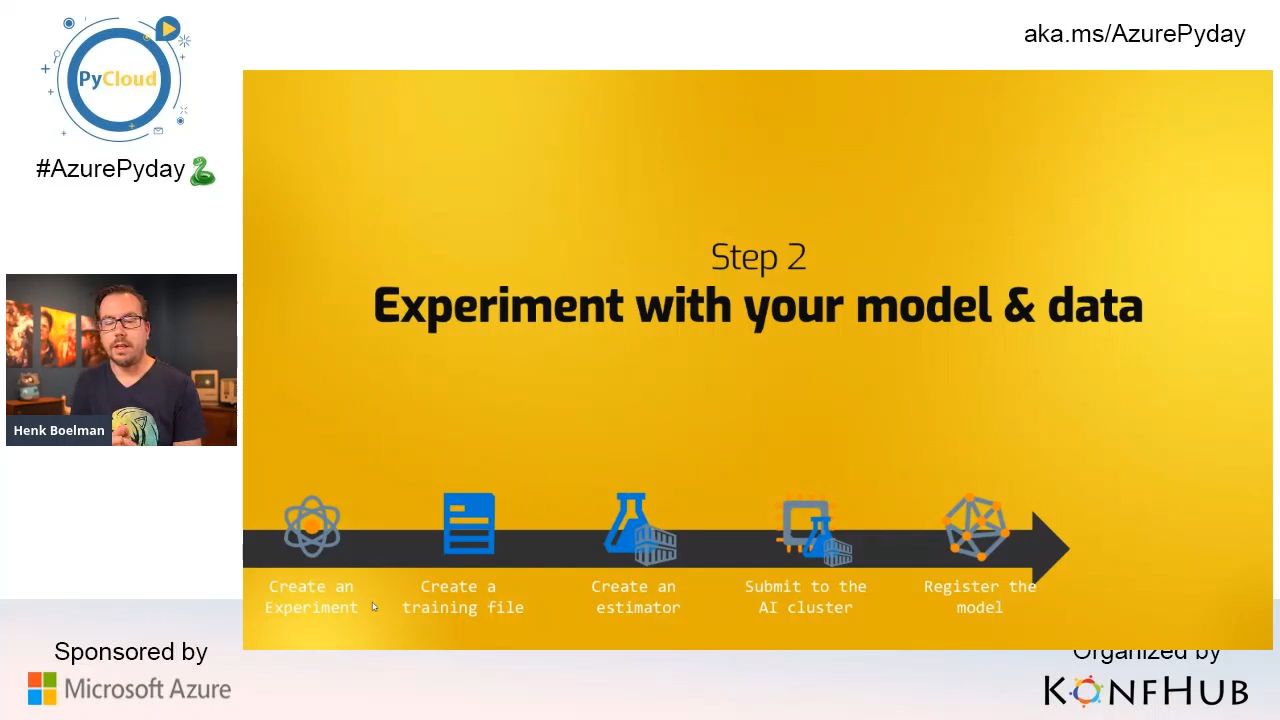 PyCloud
#AzurePyday
aka.ms/AzurePyday
Step 2
Experiment with your model & data
Henk Boelman
Create an
Experiment
Create a
training file
Create an
estimator
Submit to the
AI cluster
Register the
model
Sponsored by
Microsoft Azure
Organized by
KONFHUB